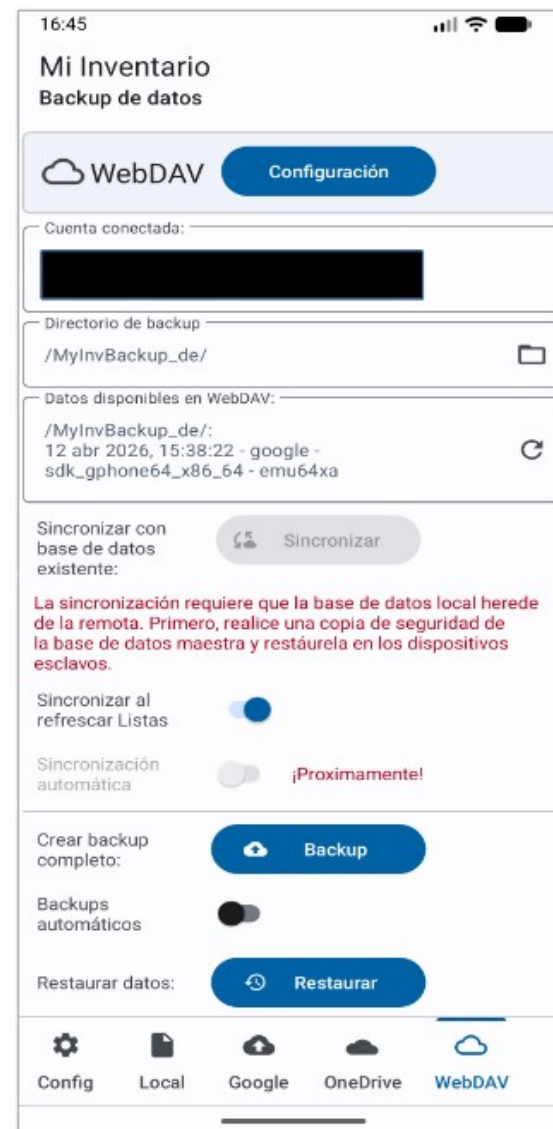 16:45
Mi Inventario
Backup de datos
WebDAV
Configuración
Cuenta conectada:
Directorio de backup
/MyInvBackup_de/
Datos disponibles en WebDAV:
/MyInvBackup_de/:
12 abr 2026, 15:38:22 - google -
sdk_gphone64_x86_64 - emu64xa
Sincronizar con
base de datos
existente:
Sincronizar
La sincronización requiere que la base de datos local herede
de la remota. Primero, realice una copia de seguridad de
la base de datos maestra y restáurela en los dispositivos
esclavos.
Sincronizar al
refrescar Listas
Sincronización
automática
¡Proximamente!
Crear backup
completo:
Backup
Backups
automáticos
Restaurar datos:
Restaurar
Config
Local
Google
OneDrive
WebDAV